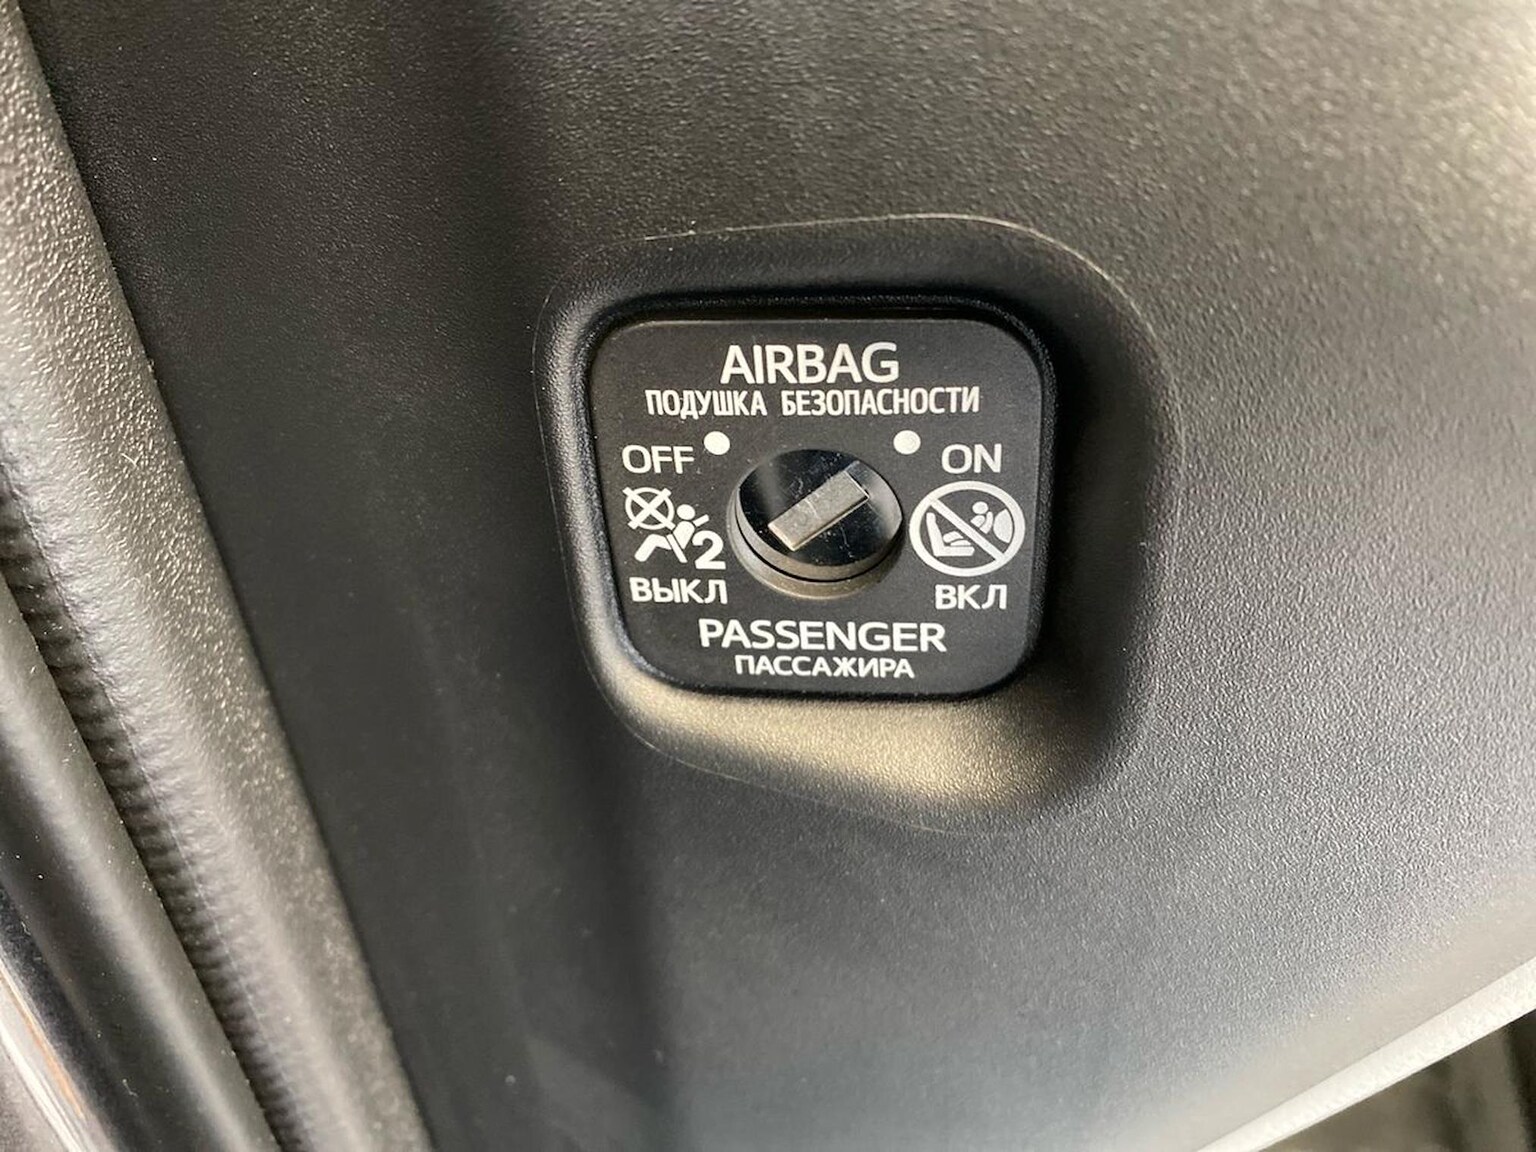 AIRBAG
ПОДУШКА БЕЗОПАСНОСТИ
OFF ON
2
ВЫКЛ ВКЛ
PASSENGER
ПАССАЖИРА